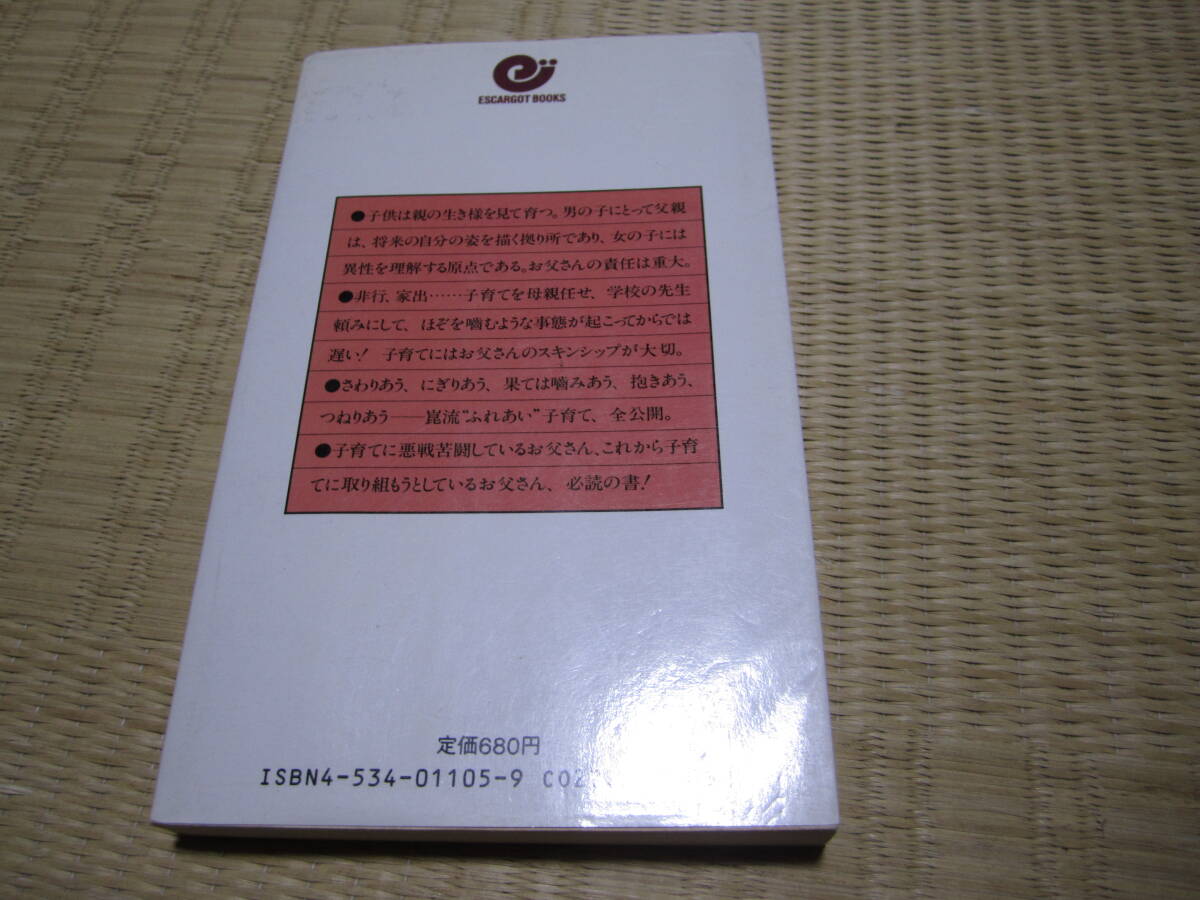 ESCARGOT BOOKS
●子供は親の生き様を見て育つ。男の子にとって父親
は、将来の自分の姿を描く拠り所であり、女の子には
異性を理解する原点である。お父さんの責任は重大。
●非行、家出……子育てを母親任せ、学校の先生
頼みにして、ほぞを嚙むような事態が起こってからでは
遅い！ 子育てにはお父さんのスキンシップが大切。
●さわりあう、にぎりあう、果ては嚙みあう、抱きあう、
つねりあう——崑流“ふれあい”子育て、全公開。
●子育てに悪戦苦闘しているお父さん、これから子育
てに取り組もうとしているお父さん、必読の書！
定価680円
ISBN4-534-01105-9